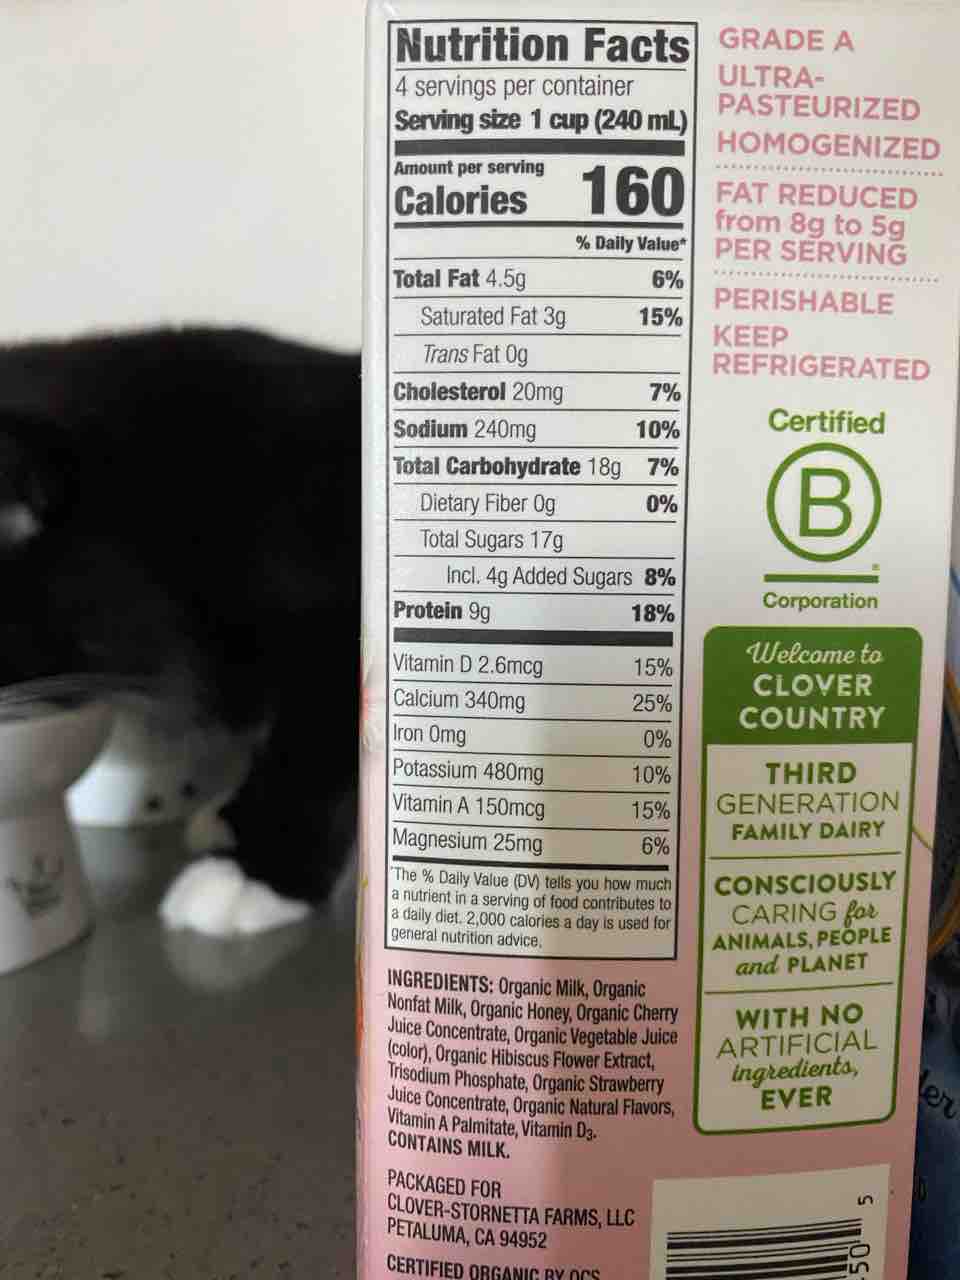 Nutrition Facts
4 servings per container
Serving size 1 cup (240 mL)
Amount per serving
Calories 160
% Daily Value*
Total Fat 4.5g 6%
Saturated Fat 3g 15%
Trans Fat 0g
Cholesterol 20mg 7%
Sodium 240mg 10%
Total Carbohydrate 18g 7%
Dietary Fiber 0g 0%
Total Sugars 17g
Incl. 4g Added Sugars 8%
Protein 9g 18%
Vitamin D 2.6mcg 15%
Calcium 340mg 25%
Iron 0mg 0%
Potassium 480mg 10%
Vitamin A 150mcg 15%
Magnesium 25mg 6%
*The % Daily Value (DV) tells you how much
a nutrient in a serving of food contributes to
a daily diet. 2,000 calories a day is used for
general nutrition advice.
INGREDIENTS: Organic Milk, Organic
Nonfat Milk, Organic Honey, Organic Cherry
Juice Concentrate, Organic Vegetable Juice
(color), Organic Hibiscus Flower Extract,
Trisodium Phosphate, Organic Strawberry
Juice Concentrate, Organic Natural Flavors,
Vitamin A Palmitate, Vitamin D3.
CONTAINS MILK.
PACKAGED FOR
CLOVER-STORNETTA FARMS, LLC
PETALUMA, CA 94952
CERTIFIED ORGANIC BY OCS
GRADE A
ULTRA-
PASTEURIZED
HOMOGENIZED
FAT REDUCED
from 8g to 5g
PER SERVING
PERISHABLE
KEEP
REFRIGERATED
Certified
B
Corporation
Welcome to
CLOVER
COUNTRY
THIRD
GENERATION
FAMILY DAIRY
CONSCIOUSLY
CARING for
ANIMALS, PEOPLE
and PLANET
WITH NO
ARTIFICIAL
ingredients,
EVER
5
50